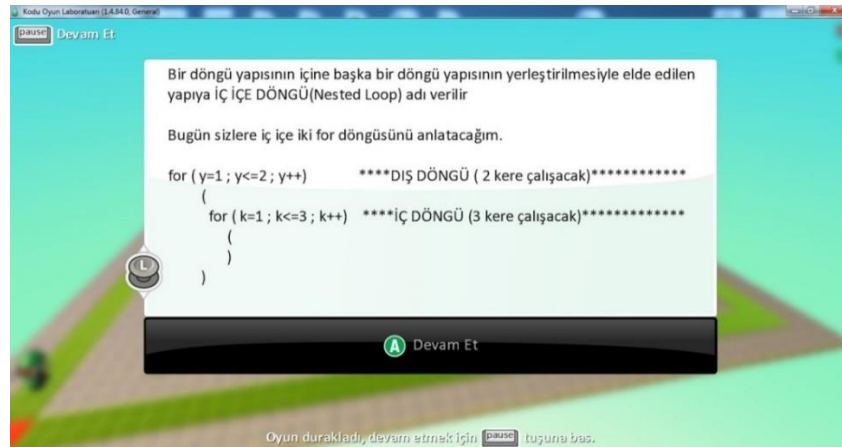 Kodu Oyun Laboratuarı (1.4.84.0, General)
pause Devam Et
Bir döngü yapısının içine başka bir döngü yapısının yerleştirilmesiyle elde edilen
yapıya İÇ İÇE DÖNGÜ(Nested Loop) adı verilir
Bugün sizlere iç içe iki for döngüsünü anlatacağım.
for ( y=1 ; y<=2 ; y++) ****DIŞ DÖNGÜ ( 2 kere çalışacak)************
(
for ( k=1 ; k<=3 ; k++) ****İÇ DÖNGÜ (3 kere çalışacak)*************
(
)
L
)
A Devam Et
Oyun durakladı, devam etmek için pause tuşuna bas.